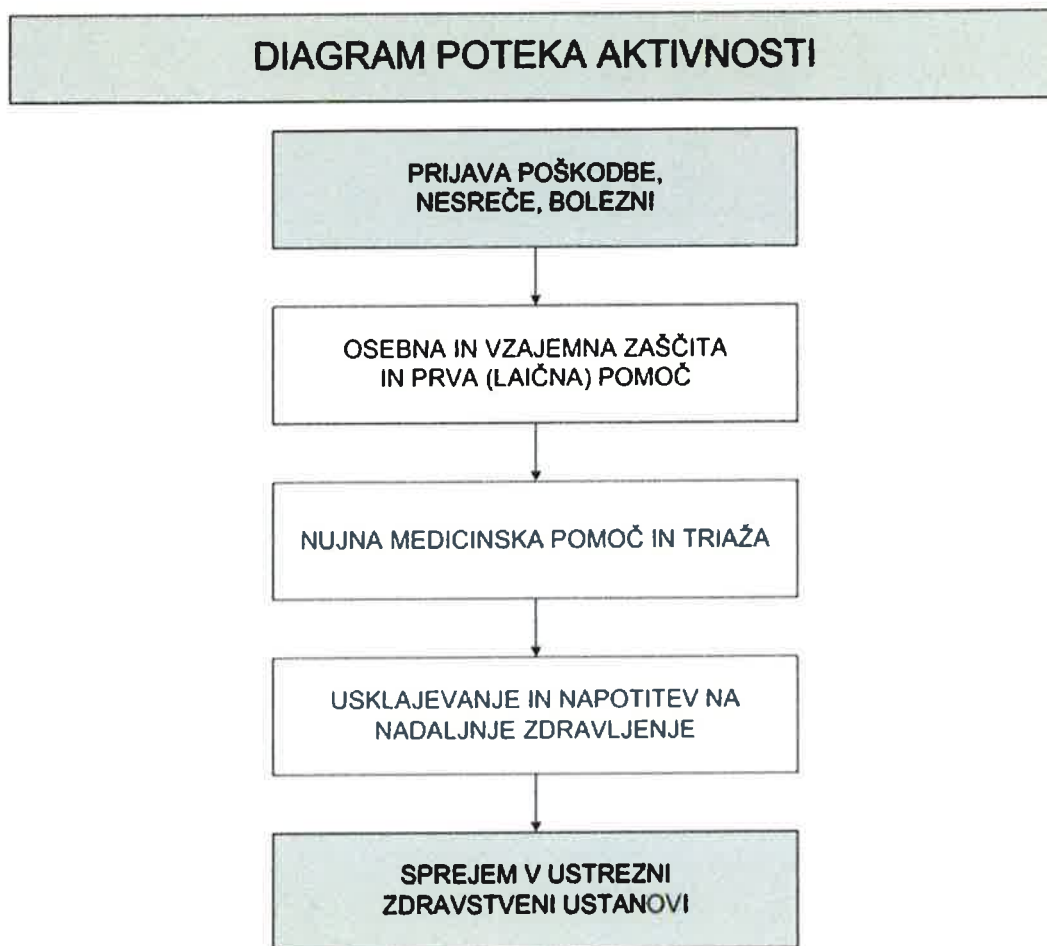 DIAGRAM POTEKA AKTIVNOSTI
PRIJAVA POŠKODBE,
NESREČE, BOLEZNI
OSEBNA IN VZAJEMNA ZAŠČITA
IN PRVA (LAIČNA) POMOČ
NUJNA MEDICINSKA POMOČ IN TRIAŽA
USKLAJEVANJE IN NAPOTITEV NA
NADALJNJE ZDRAVLJENJE
SPREJEM V USTREZNI
ZDRAVSTVENI USTANOVI